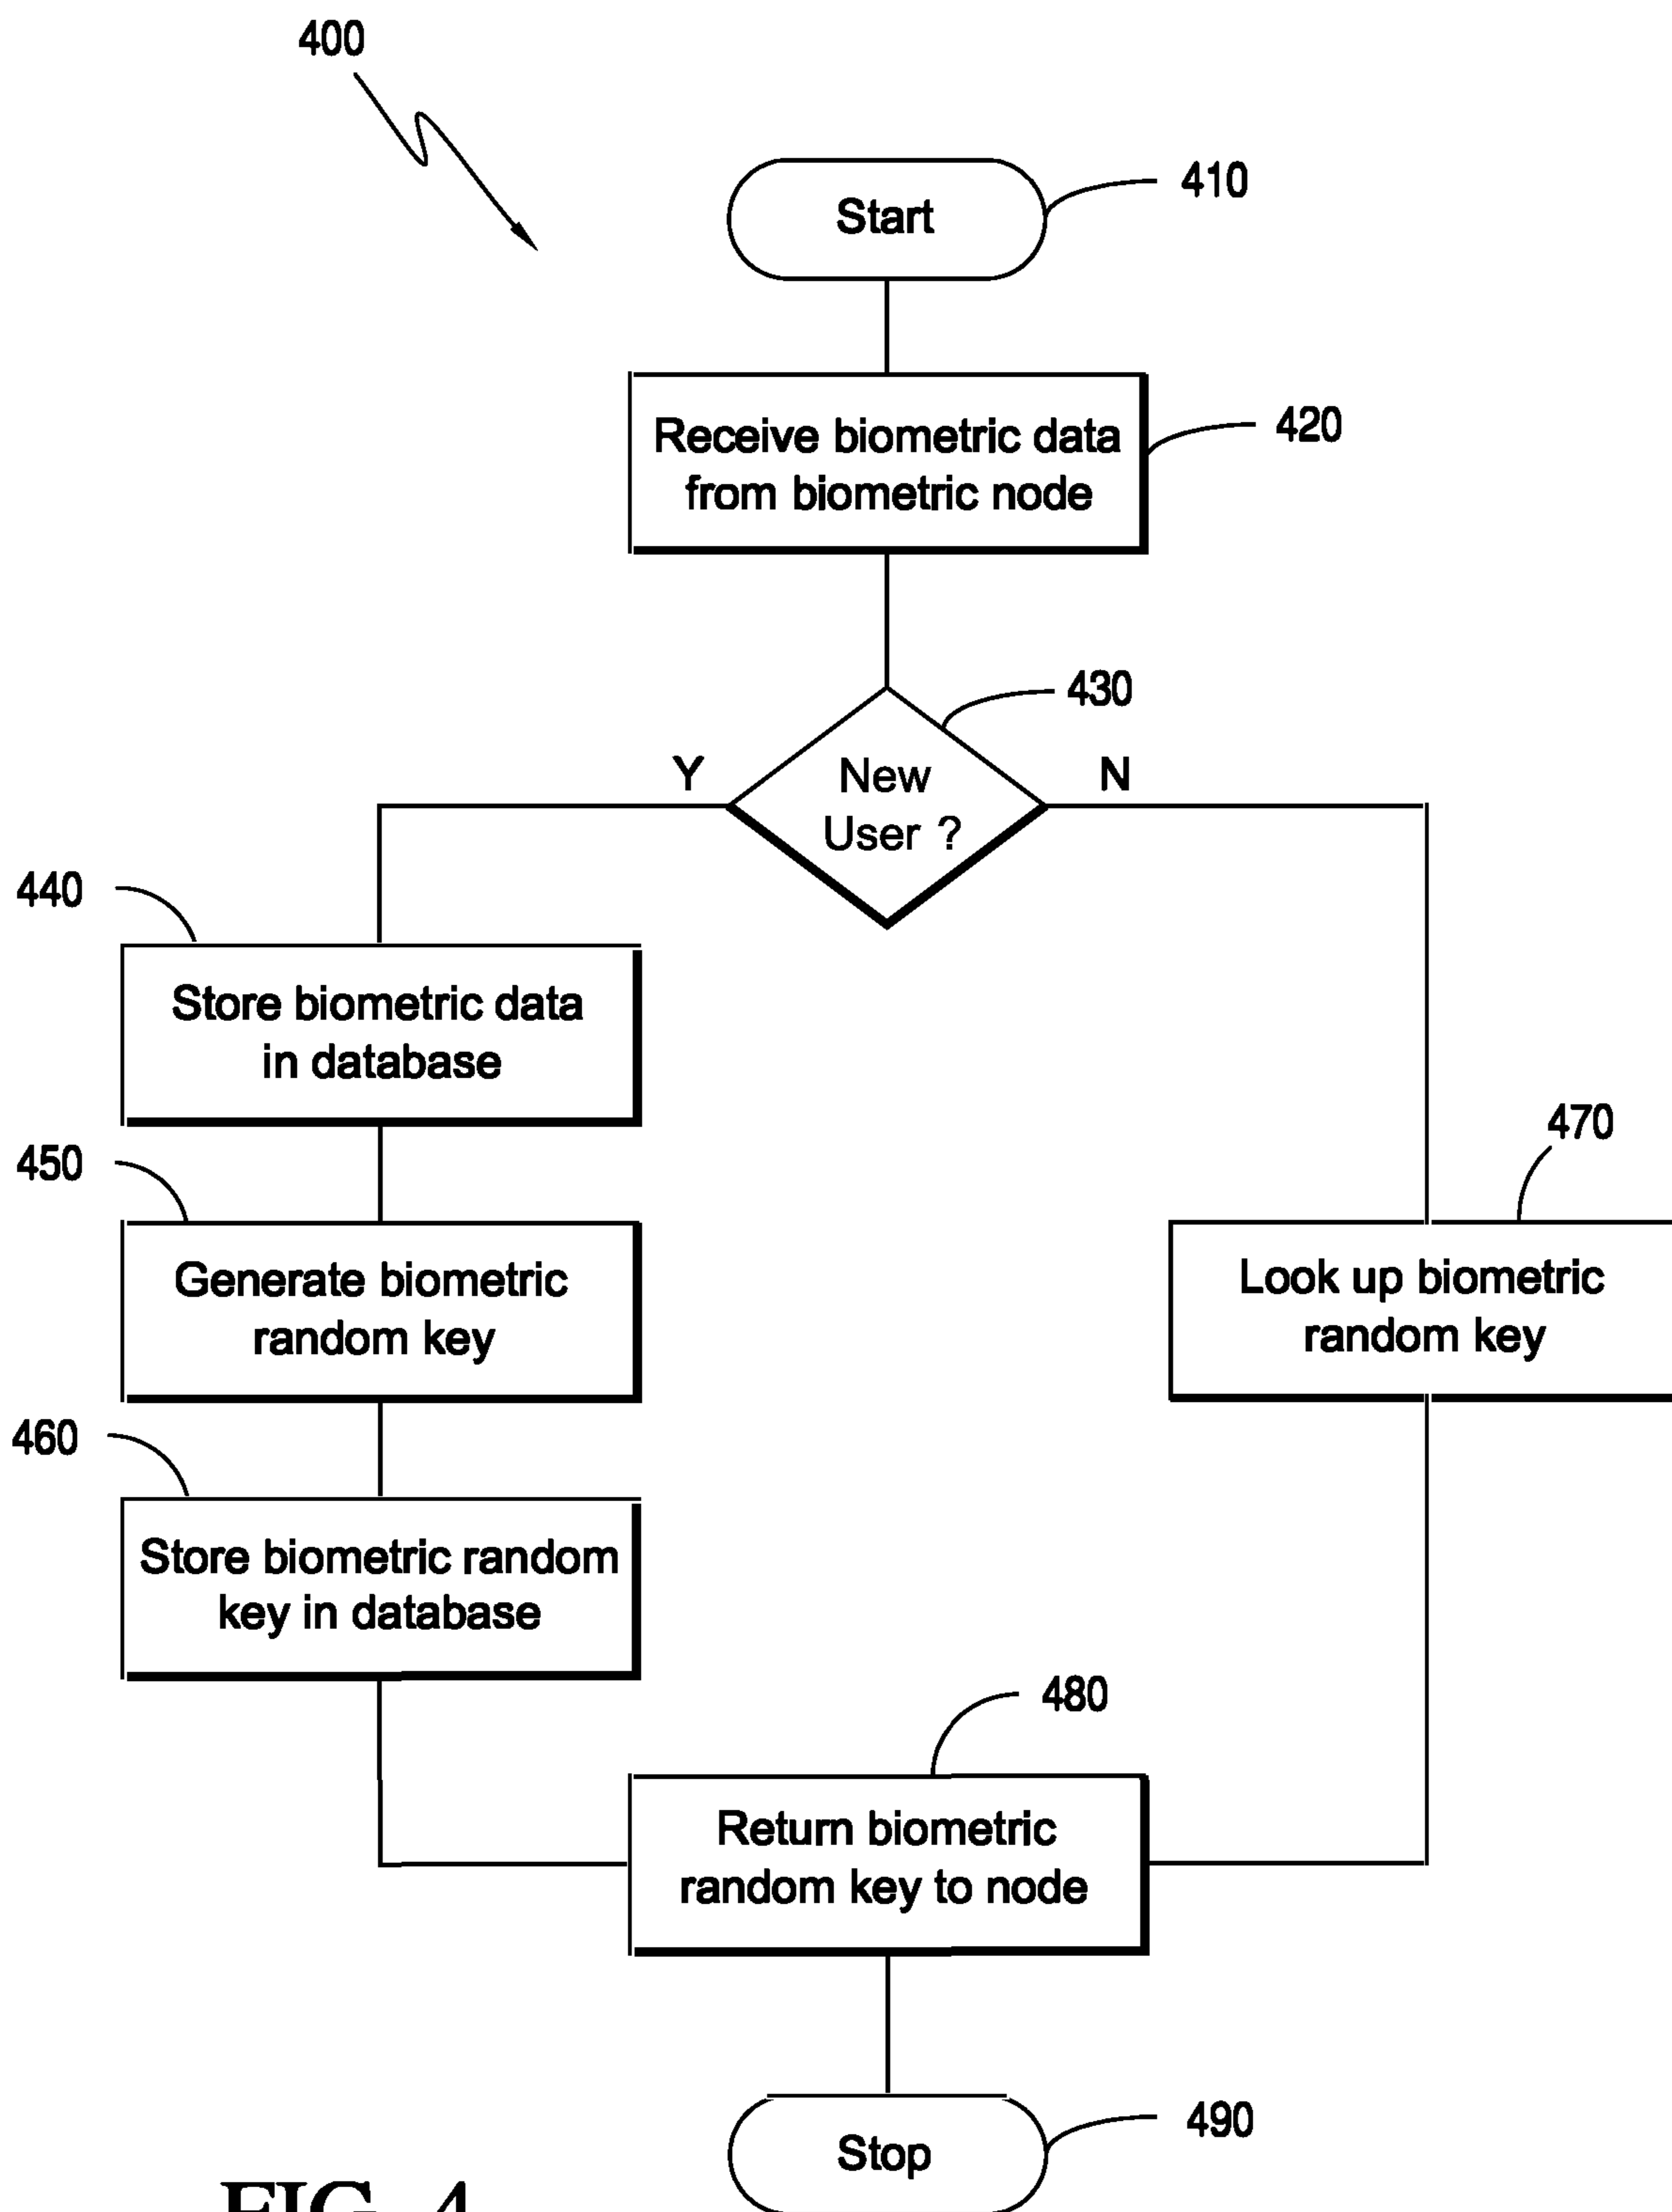 400
Start
410
Receive biometric data
from biometric node
420
430
Y
New
User ?
N
440
Store biometric data
in database
450
Generate biometric
random key
470
Look up biometric
random key
460
Store biometric random
key in database
480
Return biometric
random key to node
Stop
490
FIG. 4